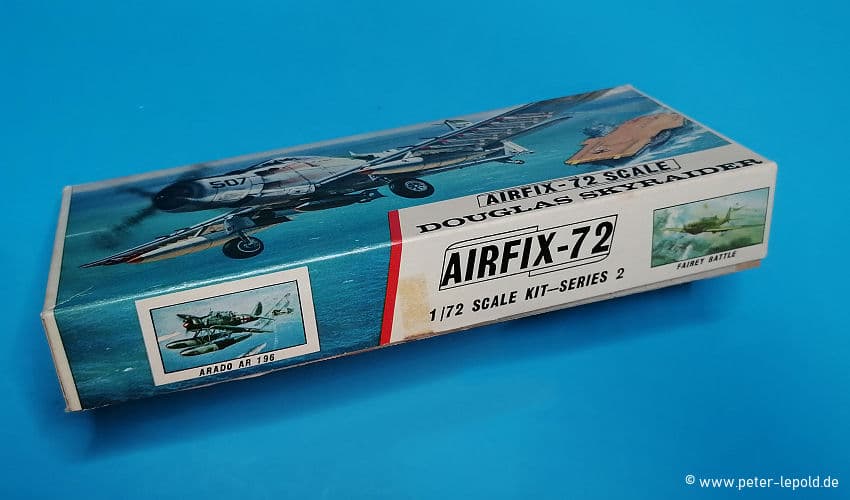 507
AIRFIX-72 SCALE
DOUGLAS SKYRAIDER
AIRFIX-72
1/72 SCALE KIT—SERIES 2
FAIREY BATTLE
ARADO AR 196
© www.peter-lepold.de